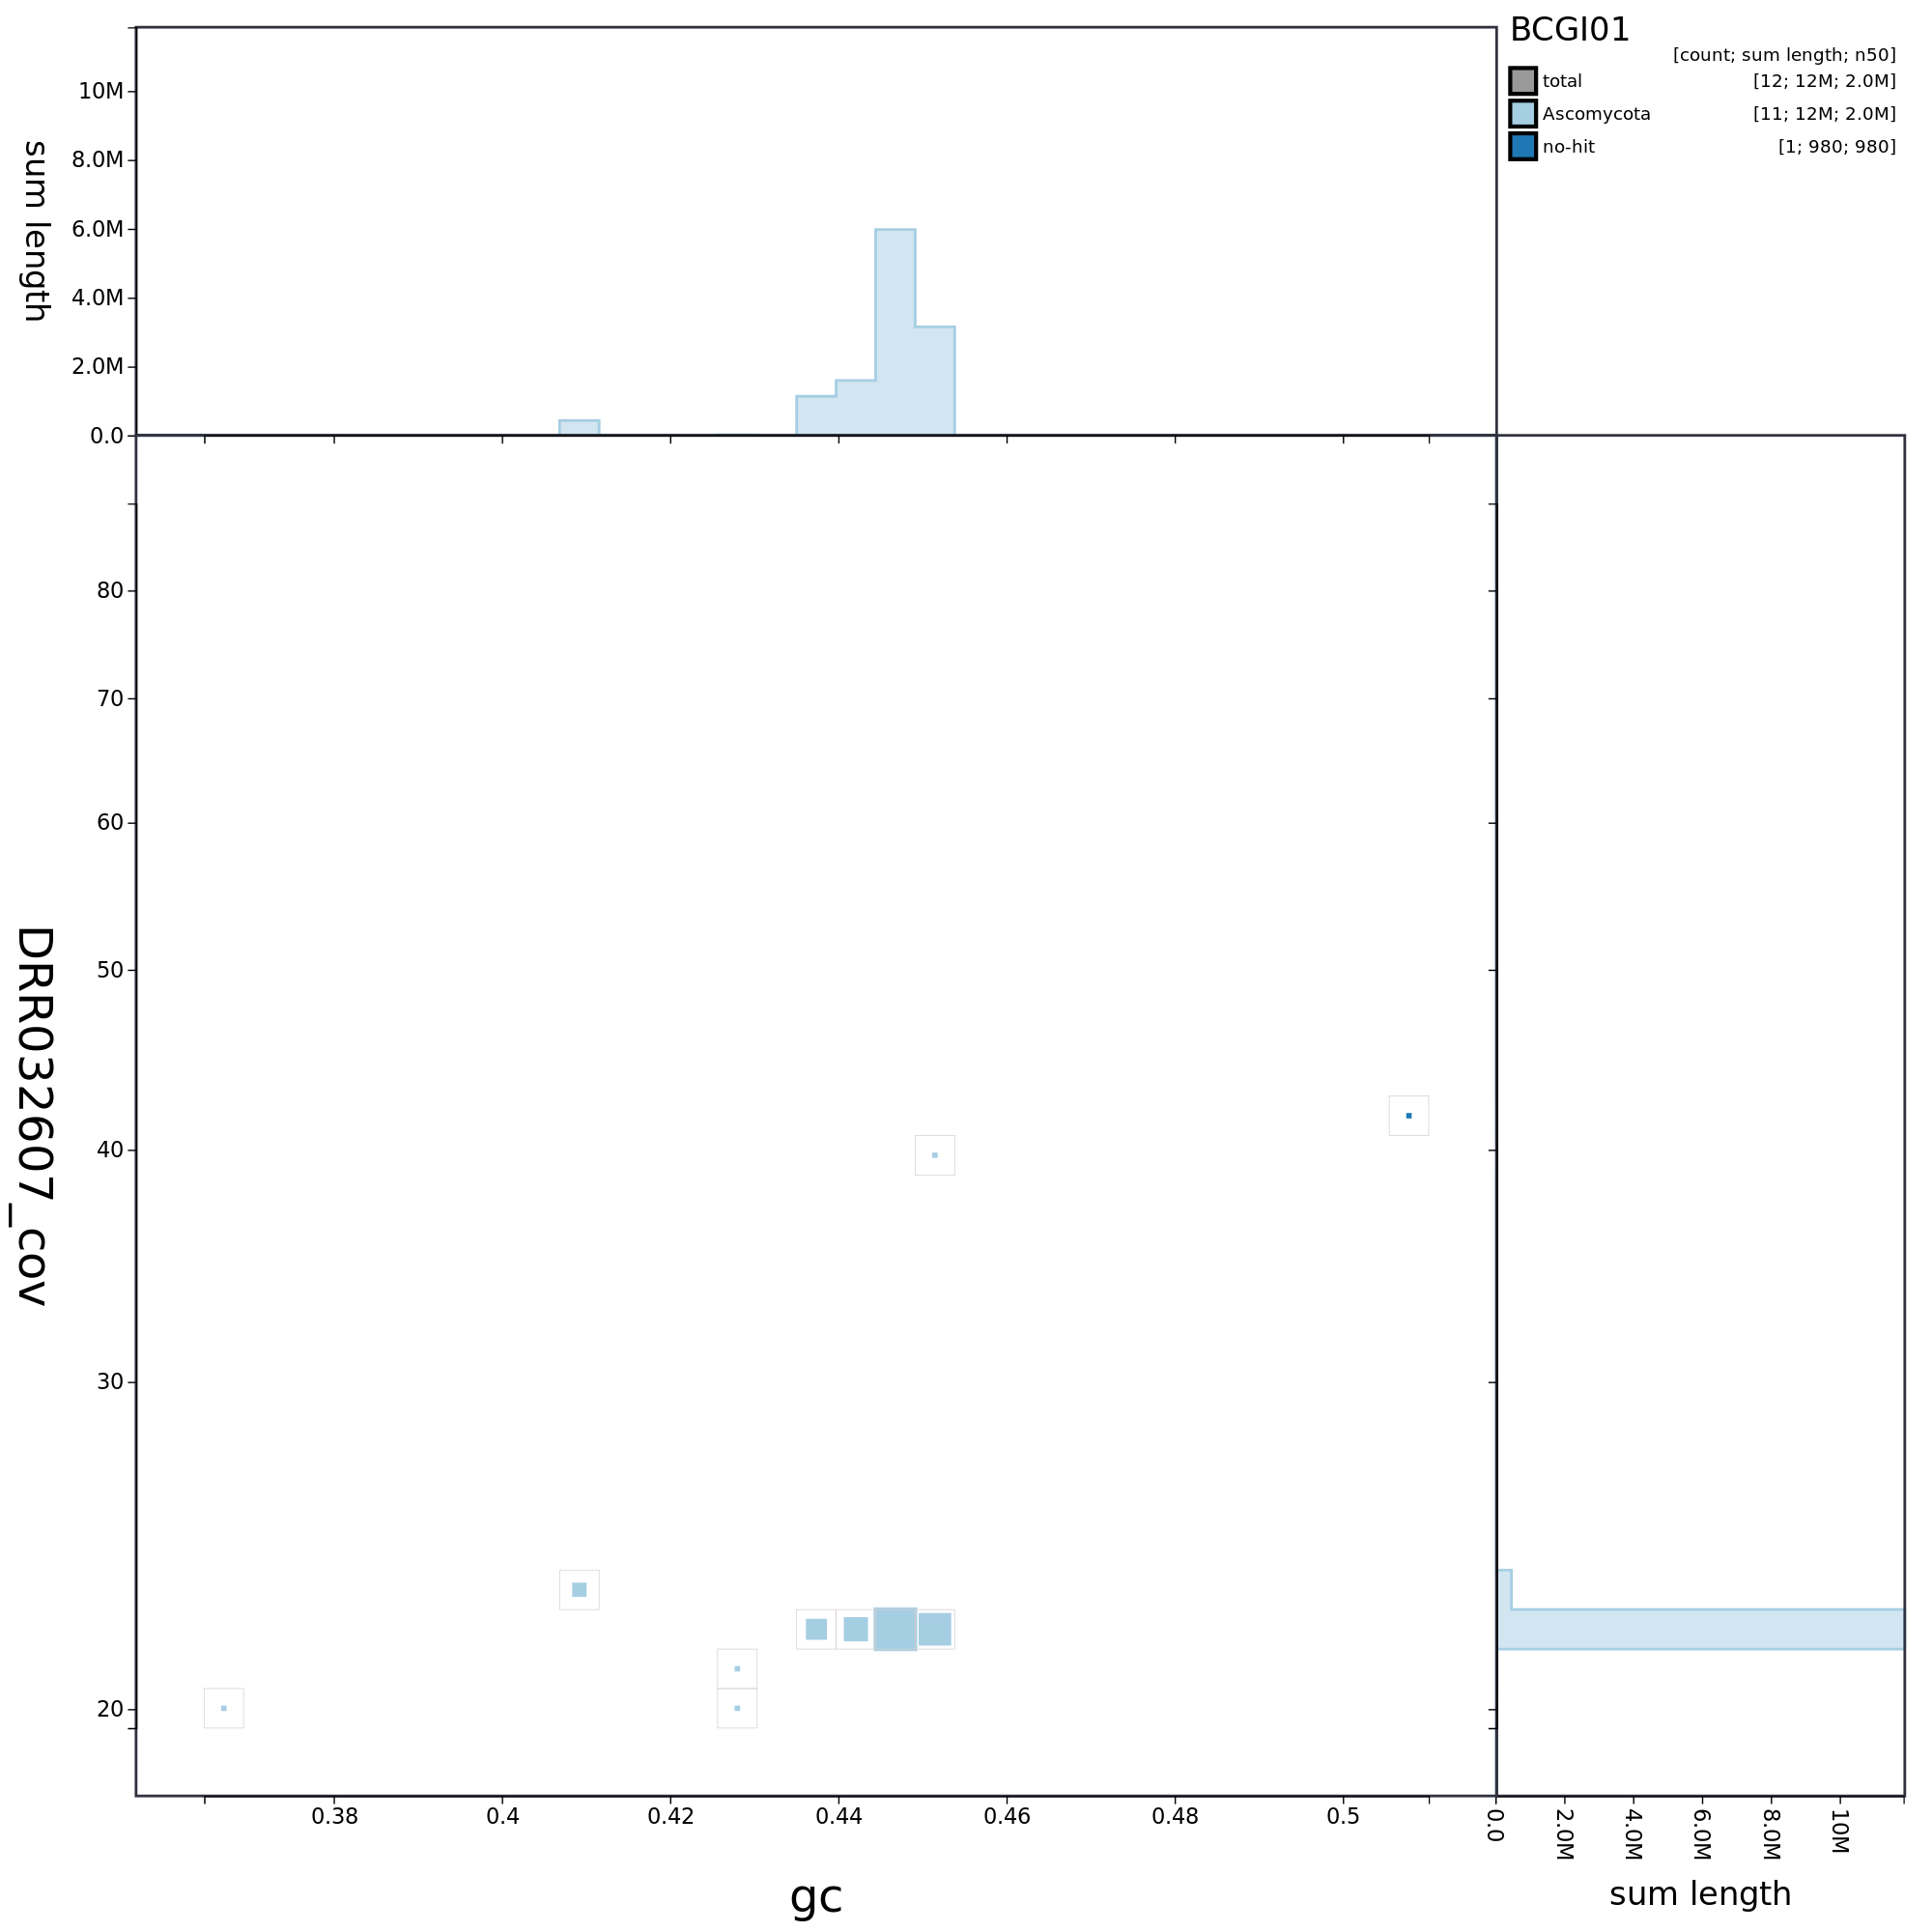 BCGI01
[count; sum length; n50]
total [12; 12M; 2.0M]
Ascomycota [11; 12M; 2.0M]
no-hit [1; 980; 980]
sum length
10M
8.0M
6.0M
4.0M
2.0M
0.0
DRR032607_cov
80
70
60
50
40
30
20
0.38 0.4 0.42 0.44 0.46 0.48 0.5
gc
0.0 2.0M 4.0M 6.0M 8.0M 10M
sum length